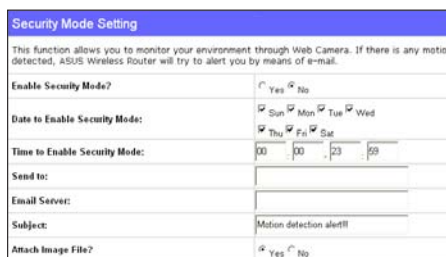 Security Mode Setting
This function allows you to monitor your environment through Web Camera. If there is any motio
detected, ASUS Wireless Router will try to alert you by means of e-mail.
Enable Security Mode? Yes No
Date to Enable Security Mode: Sun Mon Tue Wed
Thu Fri Sat
Time to Enable Security Mode: 00 : 00 , 23 : 59
Send to:
Email Server:
Subject: Motion detection alert!!!
Attach Image File? Yes No